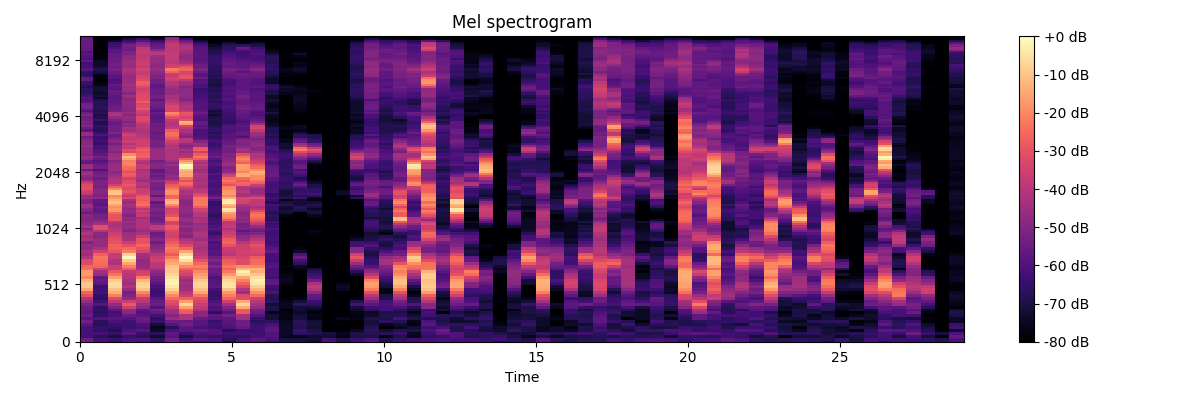 Mel spectrogram
Hz
8192
4096
2048
1024
512
0
0 5 10 15 20 25
Time
+0 dB
-10 dB
-20 dB
-30 dB
-40 dB
-50 dB
-60 dB
-70 dB
-80 dB